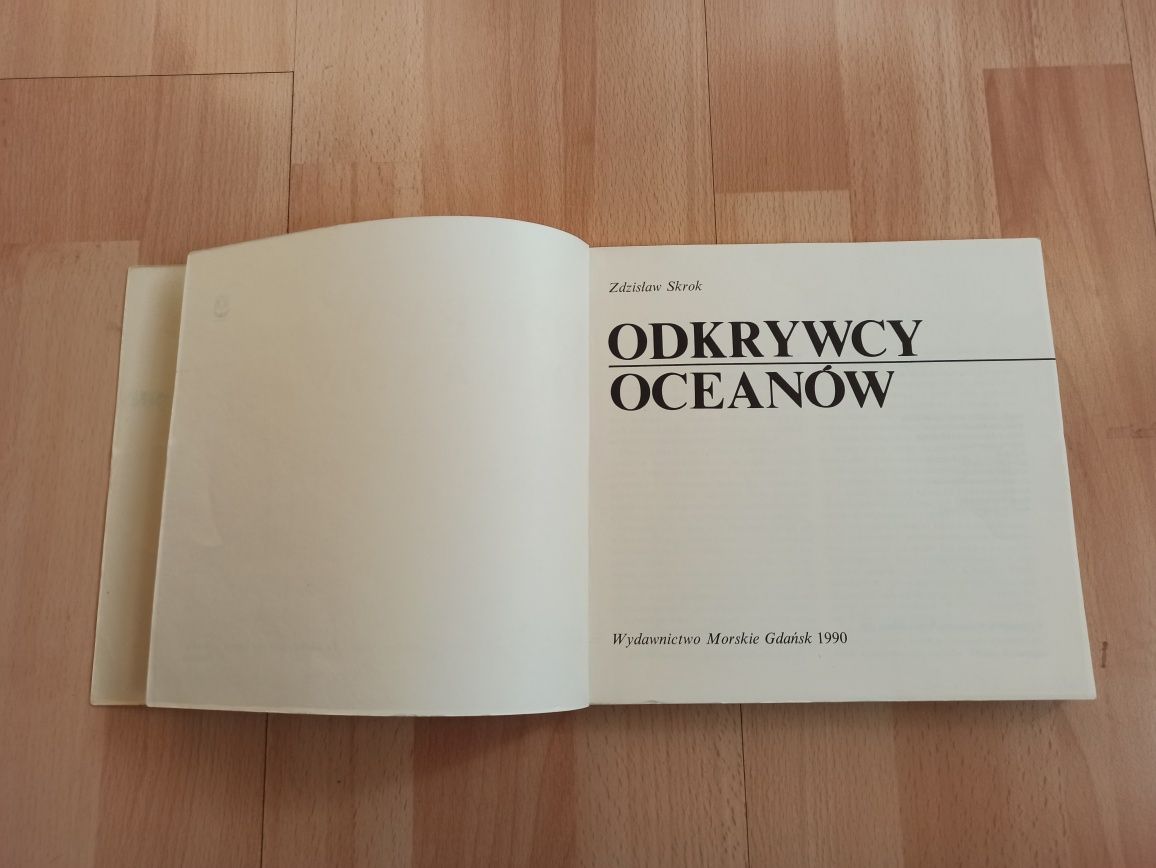 Zdzisław Skrok
ODKRYWCY
OCEANÓW
Wydawnictwo Morskie Gdańsk 1990